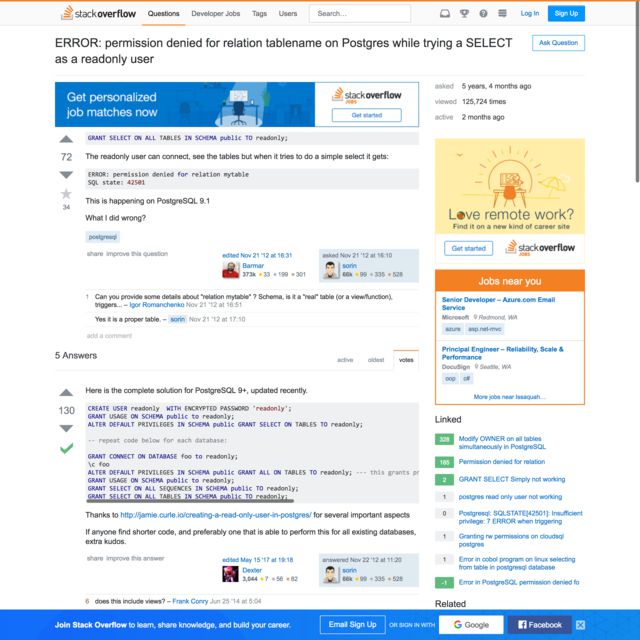 stackoverflow
Questions
Developer Jobs
Tags
Users
Search...
Log In
Sign Up
ERROR: permission denied for relation tablename on Postgres while trying a SELECT
as a readonly user
Ask Question
Get personalized
job matches now
stackoverflow
JOBS
Get started
asked 5 years, 4 months ago
viewed 125,724 times
active 2 months ago
GRANT SELECT ON ALL TABLES IN SCHEMA public TO readonly;
72
The readonly user can connect, see the tables but when it tries to do a simple select it gets:
ERROR: permission denied for relation mytable
SQL state: 42501
34
This is happening on PostgreSQL 9.1
What I did wrong?
postgresql
share improve this question
edited Nov 21 '12 at 16:31
Barmar
373k 33 199 301
asked Nov 21 '12 at 16:10
sorin
66k 99 335 528
1 Can you provide some details about "relation mytable" ? Schema, is it a "real" table (or a view/function),
triggers... – Igor Romanchenko Nov 21 '12 at 16:51
Yes it is a proper table. – sorin Nov 21 '12 at 17:10
add a comment
5 Answers
active
oldest
votes
130
Here is the complete solution for PostgreSQL 9+, updated recently.
CREATE USER readonly WITH ENCRYPTED PASSWORD 'readonly';
GRANT USAGE ON SCHEMA public to readonly;
ALTER DEFAULT PRIVILEGES IN SCHEMA public GRANT SELECT ON TABLES TO readonly;
-- repeat code below for each database:
GRANT CONNECT ON DATABASE foo to readonly;
\c foo
ALTER DEFAULT PRIVILEGES IN SCHEMA public GRANT ALL ON TABLES TO readonly; --- this grants pr
GRANT USAGE ON SCHEMA public to readonly;
GRANT SELECT ON ALL SEQUENCES IN SCHEMA public TO readonly;
GRANT SELECT ON ALL TABLES IN SCHEMA public TO readonly;
Thanks to http://jamie.curle.io/creating-a-read-only-user-in-postgres/ for several important aspects
If anyone find shorter code, and preferably one that is able to perform this for all existing databases,
extra kudos.
share improve this answer
edited May 15 '17 at 19:18
Dexter
3,044 7 56 82
answered Nov 22 '12 at 11:20
sorin
66k 99 335 528
6 does this include views? – Frank Conry Jun 25 '14 at 5:04
Love remote work?
Find it on a new kind of career site
Get started
stackoverflow
JOBS
Jobs near you
Senior Developer – Azure.com Email
Service
Microsoft Redmond, WA
azure asp.net-mvc
Principal Engineer – Reliability, Scale &
Performance
DocuSign Seattle, WA
oop c#
More jobs near Issaquah...
Linked
328 Modify OWNER on all tables
simultaneously in PostgreSQL
185 Permission denied for relation
2 GRANT SELECT Simply not working
1 postgres read only user not working
0 Postgresql: SQLSTATE[42501]: Insufficient
privilege: 7 ERROR when triggering
1 Granting rw permissions on cloudsql
postgres
1 Error in cobol program on linux selecting
from table in postgresql database
-1 Error in PostgreSQL permission denied fo
Related
Join Stack Overflow to learn, share knowledge, and build your career.
Email Sign Up
OR SIGN IN WITH
Google
Facebook